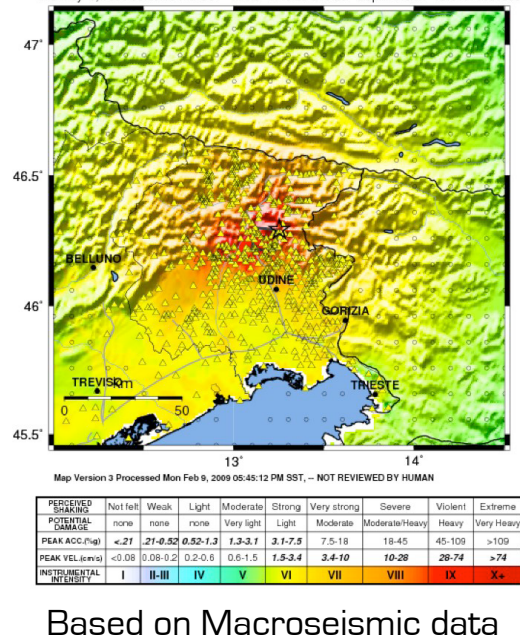 47°
46.5°
BELLUNO
UDINE
46°
GORIZIA
TREVISO
km
TRIESTE
0 50
45.5°
13° 14°
Map Version 3 Processed Mon Feb 9, 2009 05:45:12 PM SST, -- NOT REVIEWED BY HUMAN
PERCEIVED SHAKING Not felt Weak Light Moderate Strong Very strong Severe Violent Extreme
POTENTIAL DAMAGE none none none Very light Light Moderate Moderate/Heavy Heavy Very Heavy
PEAK ACC.(%g) <.21 .21-0.52 0.52-1.3 1.3-3.1 3.1-7.5 7.5-18 18-45 45-109 >109
PEAK VEL.(cm/s) <0.08 0.08-0.2 0.2-0.6 0.6-1.5 1.5-3.4 3.4-10 10-28 28-74 >74
INSTRUMENTAL INTENSITY I II-III IV V VI VII VIII IX X+
Based on Macroseismic data